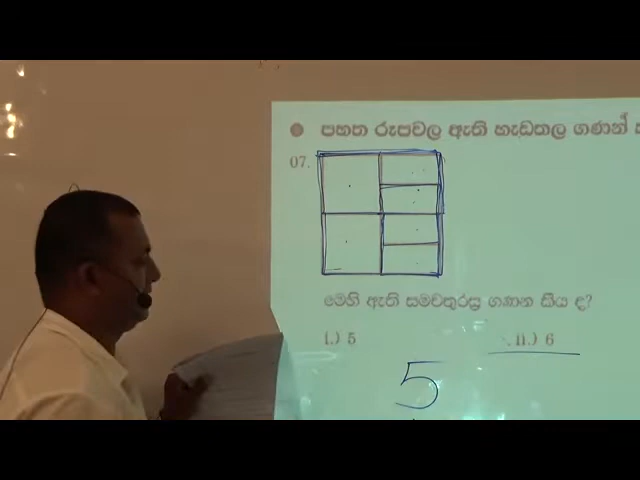 ● පහත රූපවල ඇති හැඩතල ගණන්
07.
මෙහි ඇති සමචතුරස්‍ර ගණන කීය ද?
i.) 5
ii.) 6
5